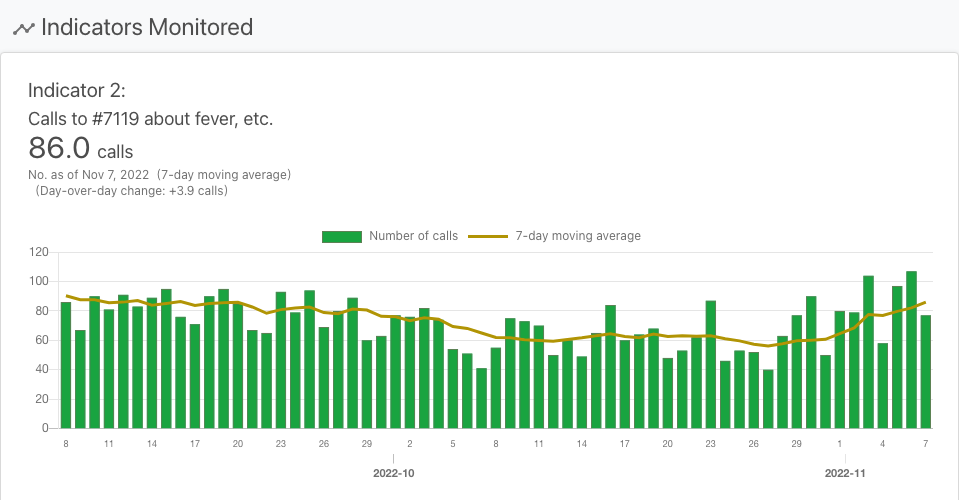 Indicators Monitored
Indicator 2:
Calls to #7119 about fever, etc.
86.0 calls
No. as of Nov 7, 2022 (7-day moving average)
(Day-over-day change: +3.9 calls)
Number of calls 7-day moving average
120
100
80
60
40
20
0
8 11 14 17 20 23 26 29 2 5 8 11 14 17 20 23 26 29 1 4 7
2022-10 2022-11